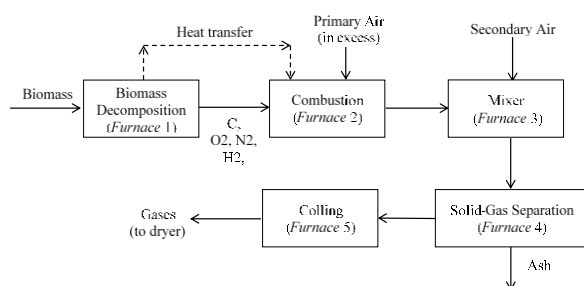 Heat transfer
Primary Air
(in excess)
Secondary Air
Biomass
Biomass
Decomposition
(Furnace 1)
C,
O2, N2,
H2,
Combustion
(Furnace 2)
Mixer
(Furnace 3)
Gases
(to dryer)
Colling
(Furnace 5)
Solid-Gas Separation
(Furnace 4)
Ash